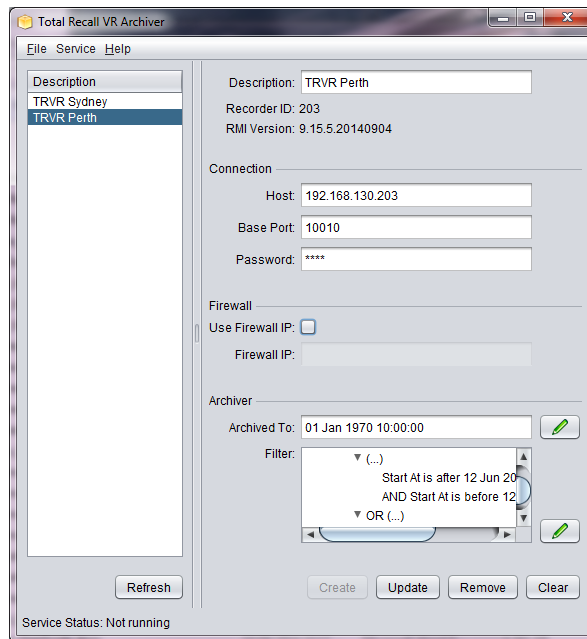 Total Recall VR Archiver
File Service Help
Description
TRVR Sydney
TRVR Perth
Refresh
Description: TRVR Perth
Recorder ID: 203
RMI Version: 9.15.5.20140904
Connection
Host: 192.168.130.203
Base Port: 10010
Password: ****
Firewall
Use Firewall IP:
Firewall IP:
Archiver
Archived To: 01 Jan 1970 10:00:00
Filter: (...)
Start At is after 12 Jun 20
AND Start At is before 12
OR (...)
Create Update Remove Clear
Service Status: Not running